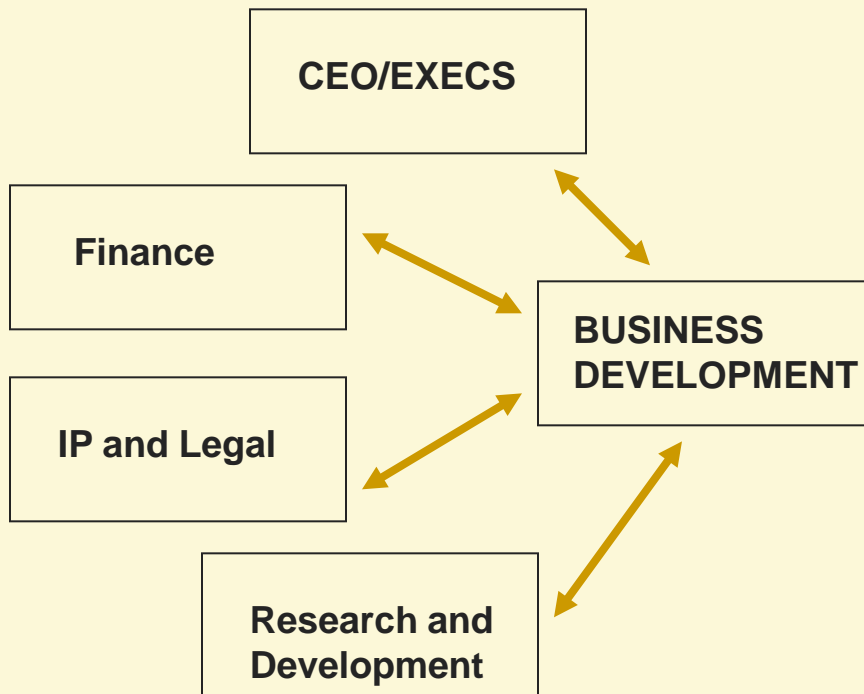 CEO/EXECS
Finance
BUSINESS
DEVELOPMENT
IP and Legal
Research and
Development